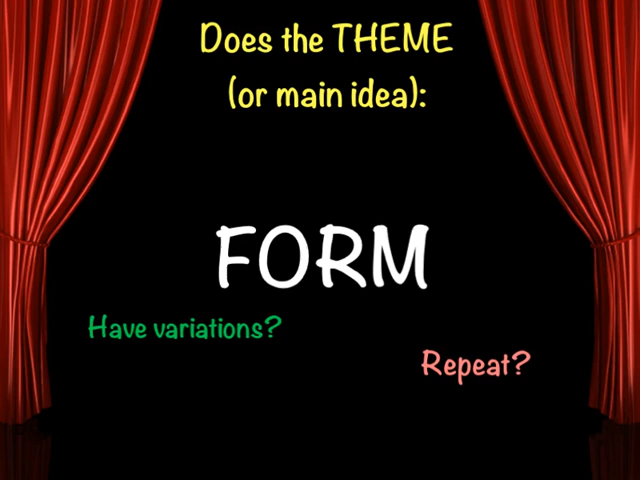 Does the THEME
(or main idea):
FORM
Have variations?
Repeat?